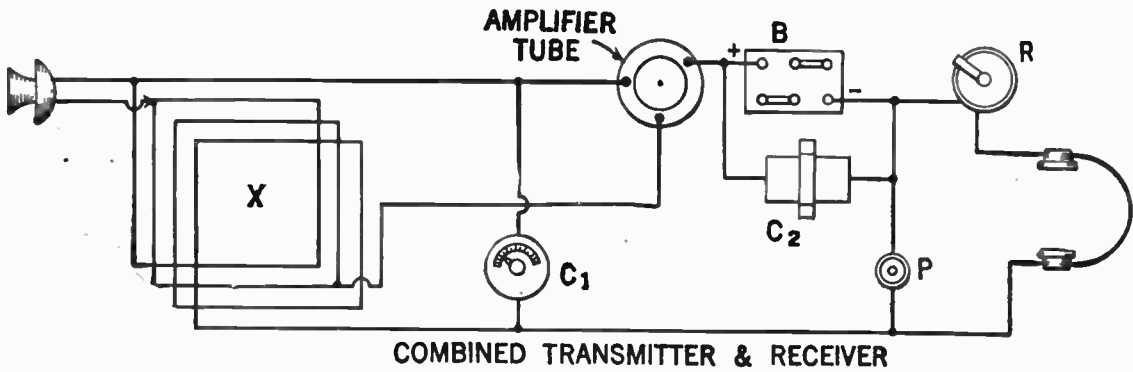 AMPLIFIER
TUBE
B
R
+
-
X
C₂
C₁
P
COMBINED TRANSMITTER & RECEIVER